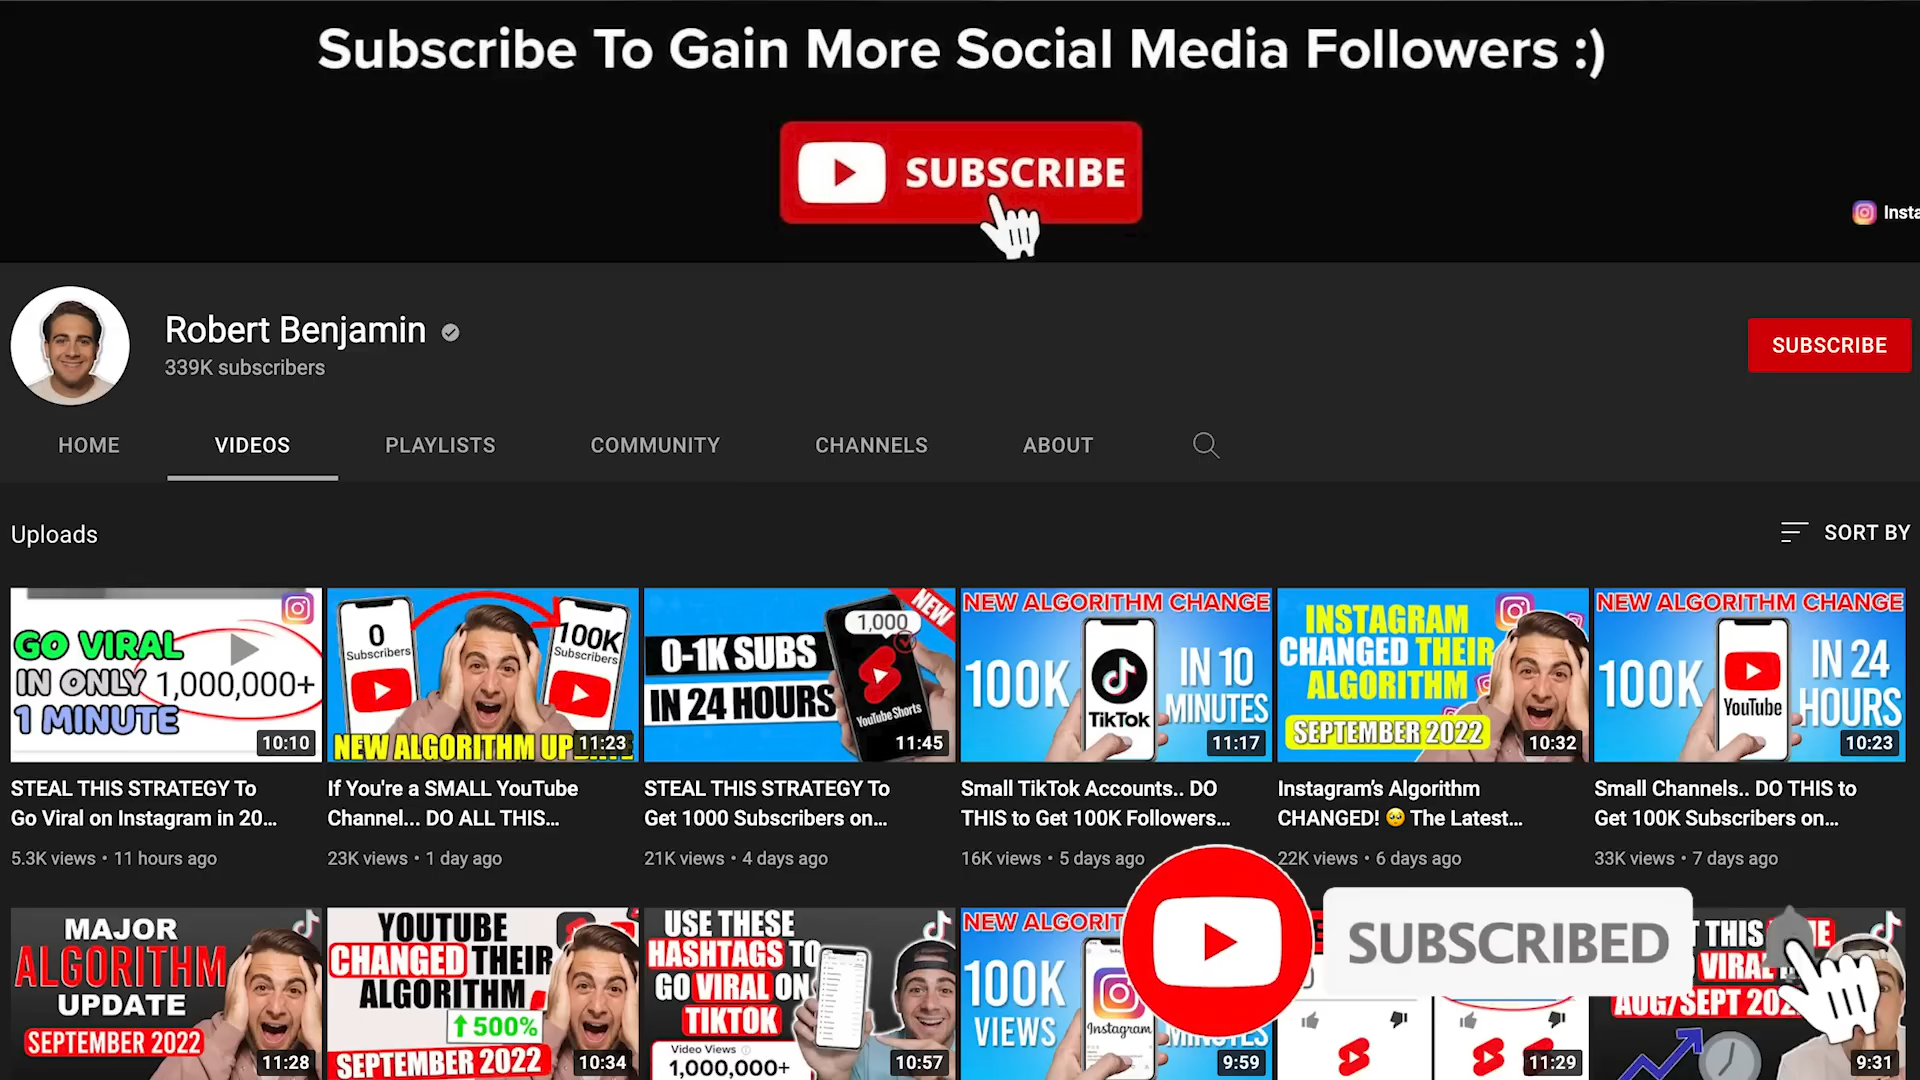 Subscribe To Gain More Social Media Followers :)
SUBSCRIBE
Insta
Robert Benjamin
339K subscribers
SUBSCRIBE
HOME
VIDEOS
PLAYLISTS
COMMUNITY
CHANNELS
ABOUT
Uploads
SORT BY
GO VIRAL
IN ONLY
1 MINUTE
1,000,000+
10:10
0
Subscribers
100K
Subscribers
NEW ALGORITHM UPDATE
11:23
NEW
1,000
0-1K SUBS
IN 24 HOURS
YouTube Shorts
11:45
NEW ALGORITHM CHANGE
100K
TikTok
IN 10
MINUTES
11:17
INSTAGRAM
CHANGED THEIR
ALGORITHM
SEPTEMBER 2022
10:32
NEW ALGORITHM CHANGE
100K
YouTube
IN 24
HOURS
10:23
STEAL THIS STRATEGY To
Go Viral on Instagram in 20...
5.3K views • 11 hours ago
If You're a SMALL YouTube
Channel... DO ALL THIS...
23K views • 1 day ago
STEAL THIS STRATEGY To
Get 1000 Subscribers on...
21K views • 4 days ago
Small TikTok Accounts.. DO
THIS to Get 100K Followers...
16K views • 5 days ago
Instagram's Algorithm
CHANGED! 🥺 The Latest...
22K views • 6 days ago
Small Channels.. DO THIS to
Get 100K Subscribers on...
33K views • 7 days ago
MAJOR
ALGORITHM
UPDATE
SEPTEMBER 2022
11:28
YOUTUBE
CHANGED THEIR
ALGORITHM
↑500%
SEPTEMBER 2022
10:34
USE THESE
HASHTAGS TO
GO VIRAL ON
TIKTOK
Video Views
1,000,000+
10:57
NEW ALGORIT
100K
VIEWS
Instagram
MINUTES
9:59
SUBSCRIBED
11:29
THIS
VIRAL
AUG/SEPT 202
9:31